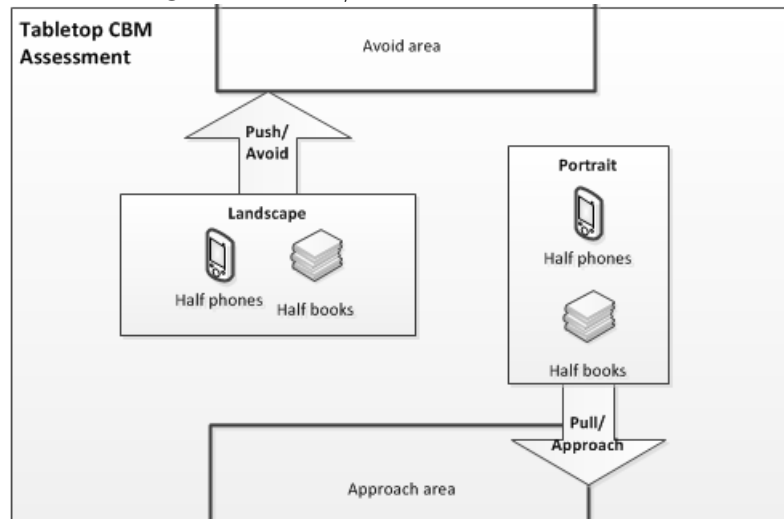 Tabletop CBM
Assessment
Avoid area
Push/
Avoid
Landscape
Half phones
Half books
Portrait
Half phones
Half books
Pull/
Approach
Approach area